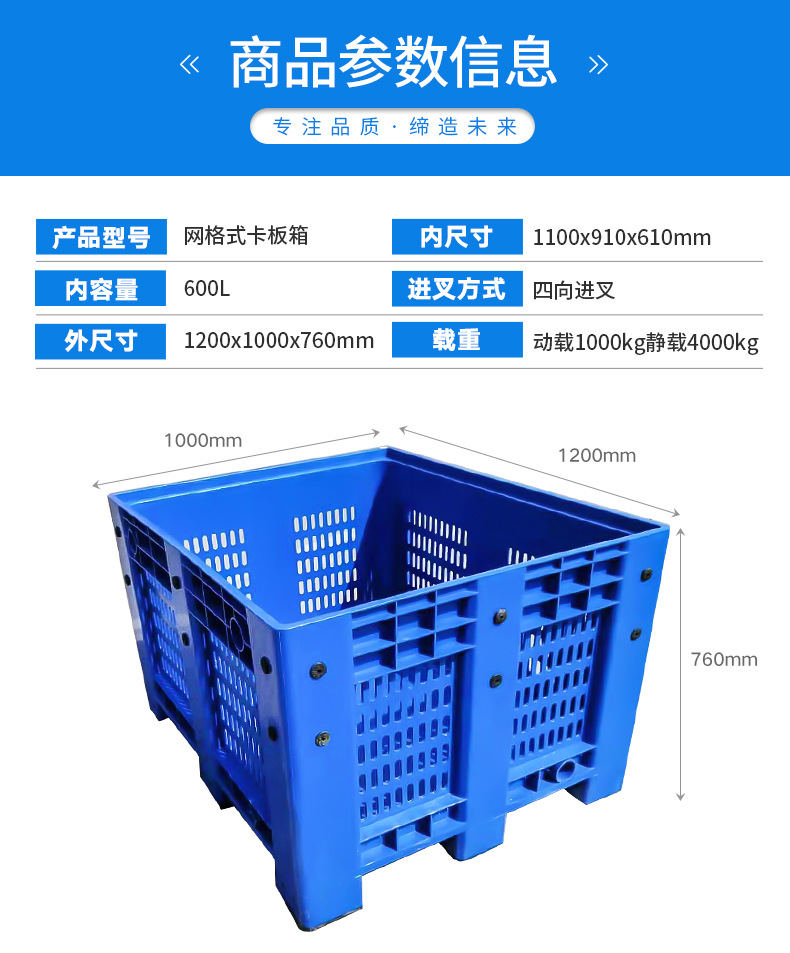 « 商品参数信息 »
专注品质·缔造未来
产品型号 网格式卡板箱 内尺寸 1100x910x610mm
内容量 600L 进叉方式 四向进叉
外尺寸 1200x1000x760mm 载重 动载1000kg静载4000kg
1000mm
1200mm
760mm